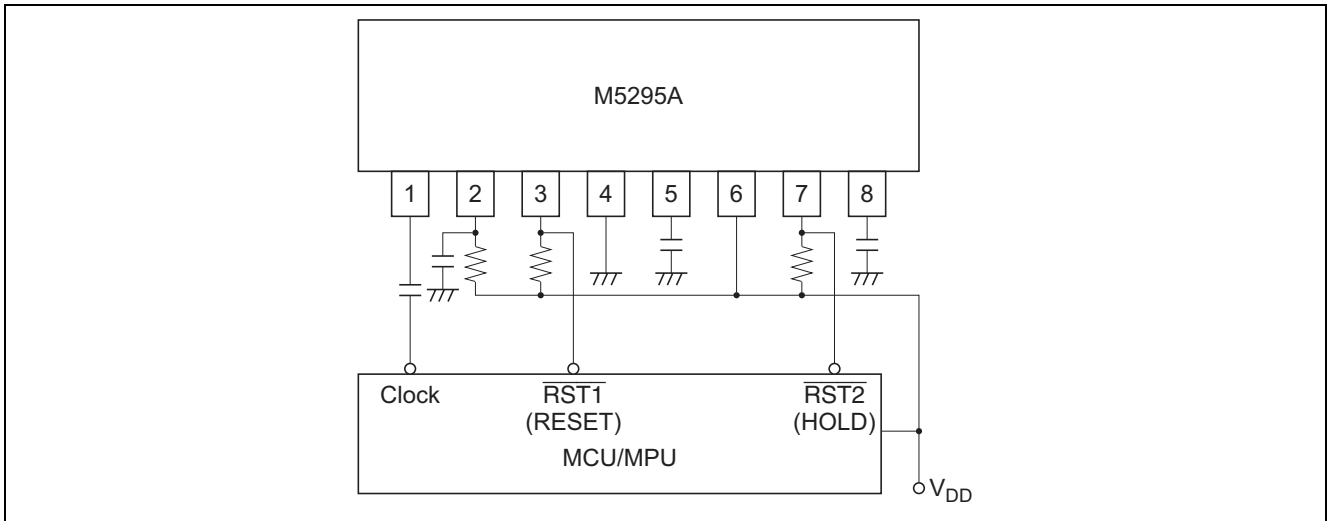 M5295A
1 2 3 4 5 6 7 8
Clock RST1 RST2
(RESET) (HOLD)
MCU/MPU
VDD